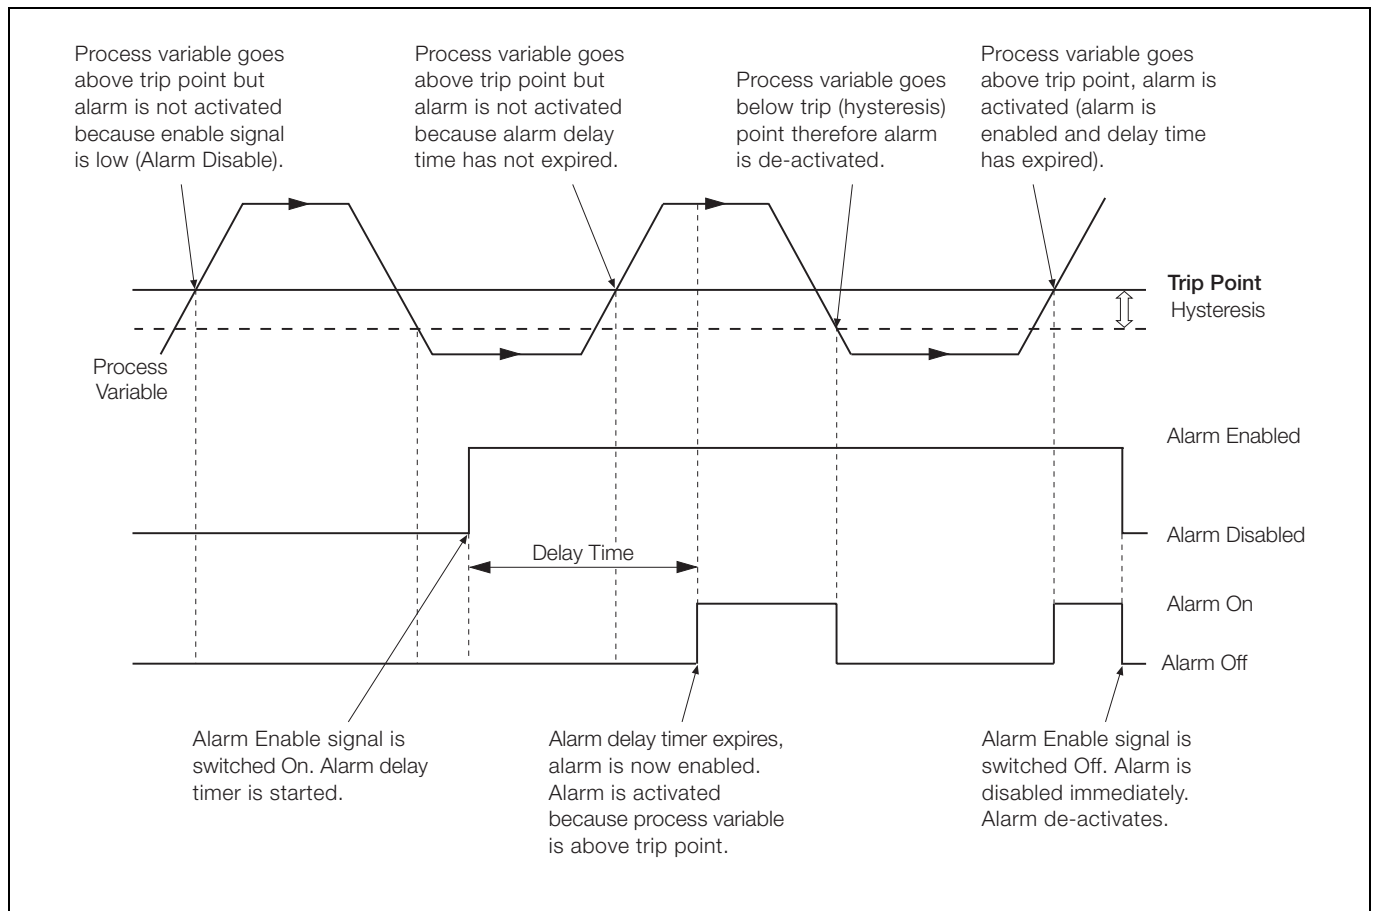 Process variable goes
above trip point but
alarm is not activated
because enable signal
is low (Alarm Disable).
Process variable goes
above trip point but
alarm is not activated
because alarm delay
time has not expired.
Process variable goes
below trip (hysteresis)
point therefore alarm
is de-activated.
Process variable goes
above trip point, alarm is
activated (alarm is
enabled and delay time
has expired).
Trip Point
Hysteresis
Process
Variable
Alarm Enabled
Alarm Disabled
Delay Time
Alarm On
Alarm Off
Alarm Enable signal is
switched On. Alarm delay
timer is started.
Alarm delay timer expires,
alarm is now enabled.
Alarm is activated
because process variable
is above trip point.
Alarm Enable signal is
switched Off. Alarm is
disabled immediately.
Alarm de-activates.